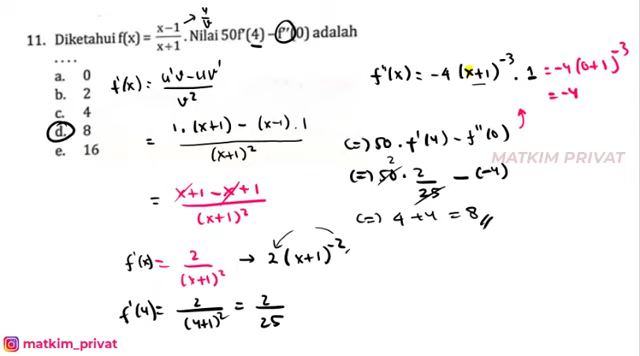 11. Diketahui f(x) = x−1/x+1 → u/v . Nilai 50f'(4) − f''(0) adalah
....
a. 0
b. 2
c. 4
d. 8
e. 16
f'(x) = u'v − uv' / v²
= 1.(x+1) − (x−1).1 / (x+1)²
= x+1 − x+1 / (x+1)²
f'(x) = 2/(x+1)² → 2(x+1)⁻²
f'(4) = 2/(4+1)² = 2/25
f''(x) = −4(x+1)⁻³ . 1 = −4(0+1)⁻³
= −4
(=) 50 . f'(4) − f''(0)
MATKIM PRIVAT
(=) 50 2 . 2/25 − (−4)
(=) 4 + 4 = 8 //
matkim_privat